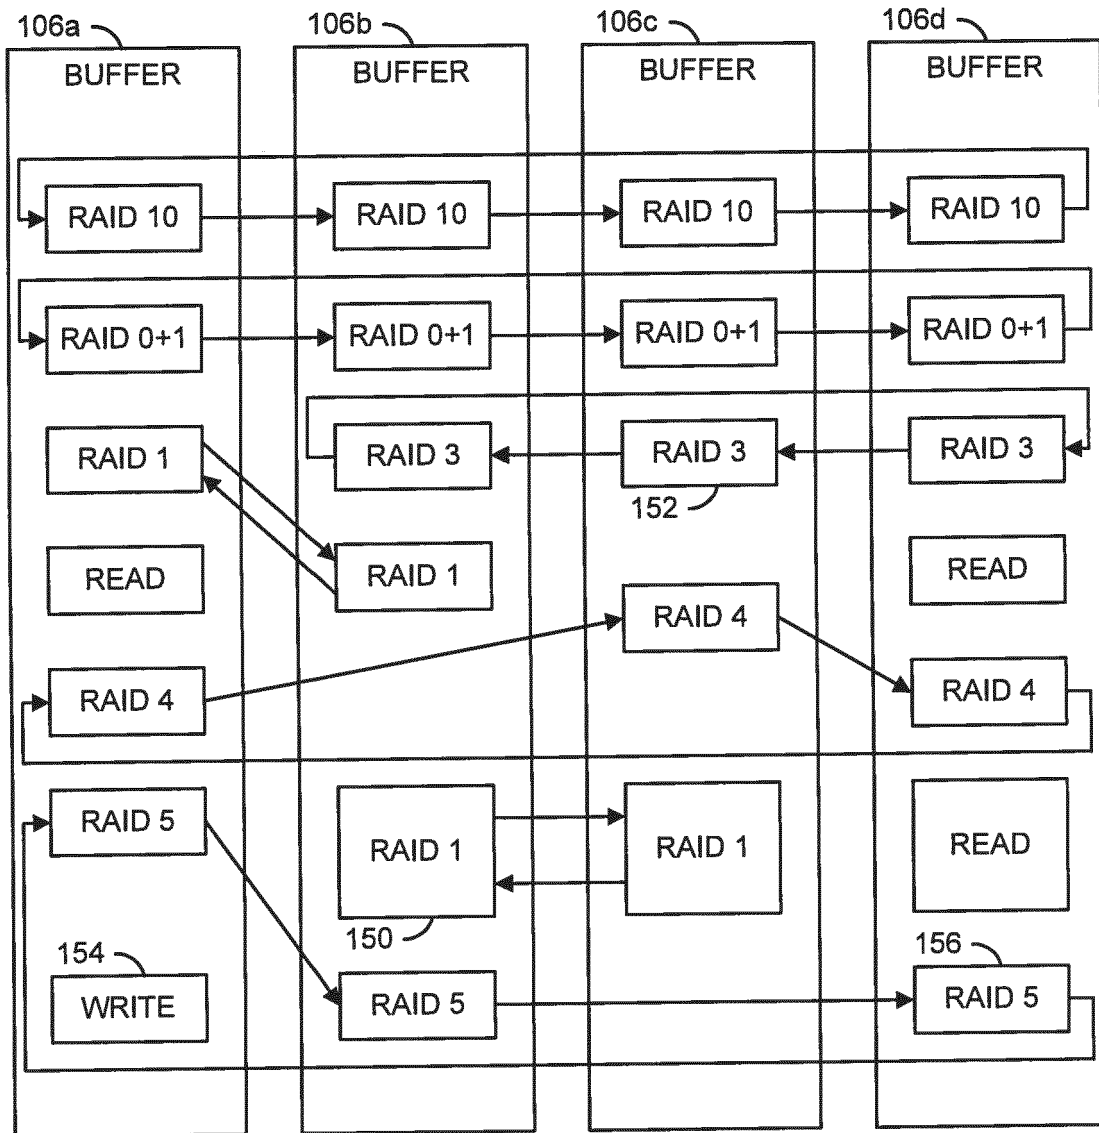 106a
106b
106c
106d
BUFFER
BUFFER
BUFFER
BUFFER
RAID 10
RAID 10
RAID 10
RAID 10
RAID 0+1
RAID 0+1
RAID 0+1
RAID 0+1
RAID 1
RAID 3
RAID 3
RAID 3
152
READ
RAID 1
READ
RAID 4
RAID 4
RAID 4
RAID 5
RAID 1
RAID 1
READ
150
154
156
WRITE
RAID 5
RAID 5